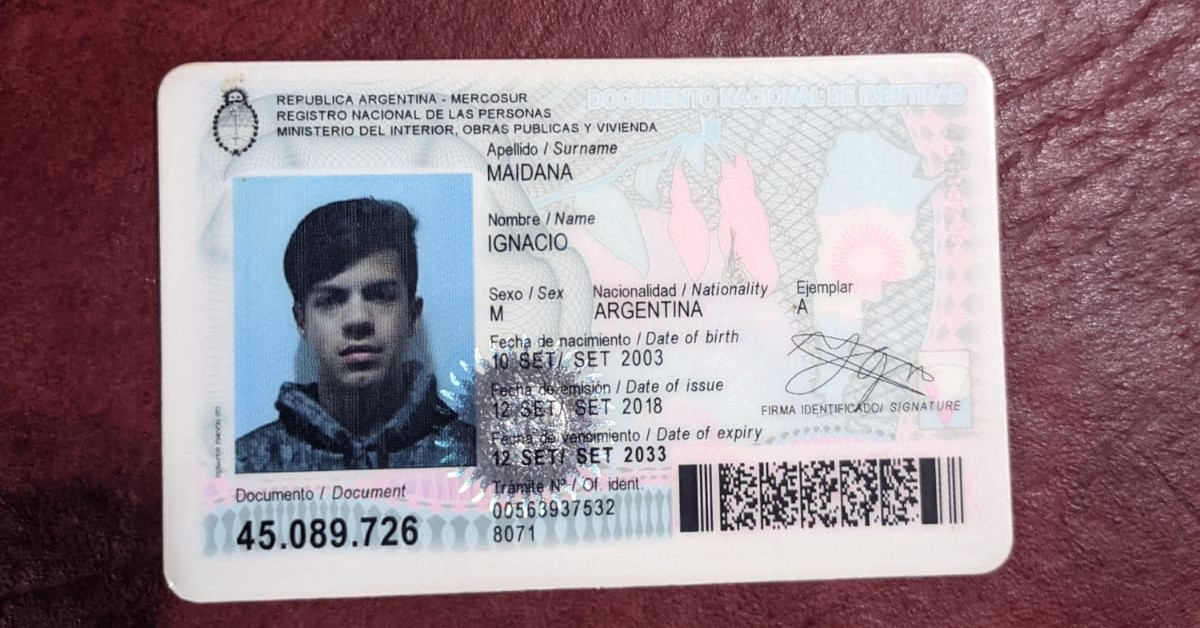 REPUBLICA ARGENTINA - MERCOSUR
REGISTRO NACIONAL DE LAS PERSONAS
MINISTERIO DEL INTERIOR, OBRAS PUBLICAS Y VIVIENDA
DOCUMENTO NACIONAL DE IDENTIDAD
Apellido / Surname
MAIDANA
Nombre / Name
IGNACIO
Sexo / Sex Nacionalidad / Nationality Ejemplar
M ARGENTINA A
Fecha de nacimiento / Date of birth
10 SET/ SET 2003
Fecha de emisión / Date of issue
12 SET/ SET 2018
FIRMA IDENTIFICADO/ SIGNATURE
Fecha de vencimiento / Date of expiry
12 SET/ SET 2033
Documento / Document
45.089.726
Trámite Nº / Of. ident.
00563937532
8071